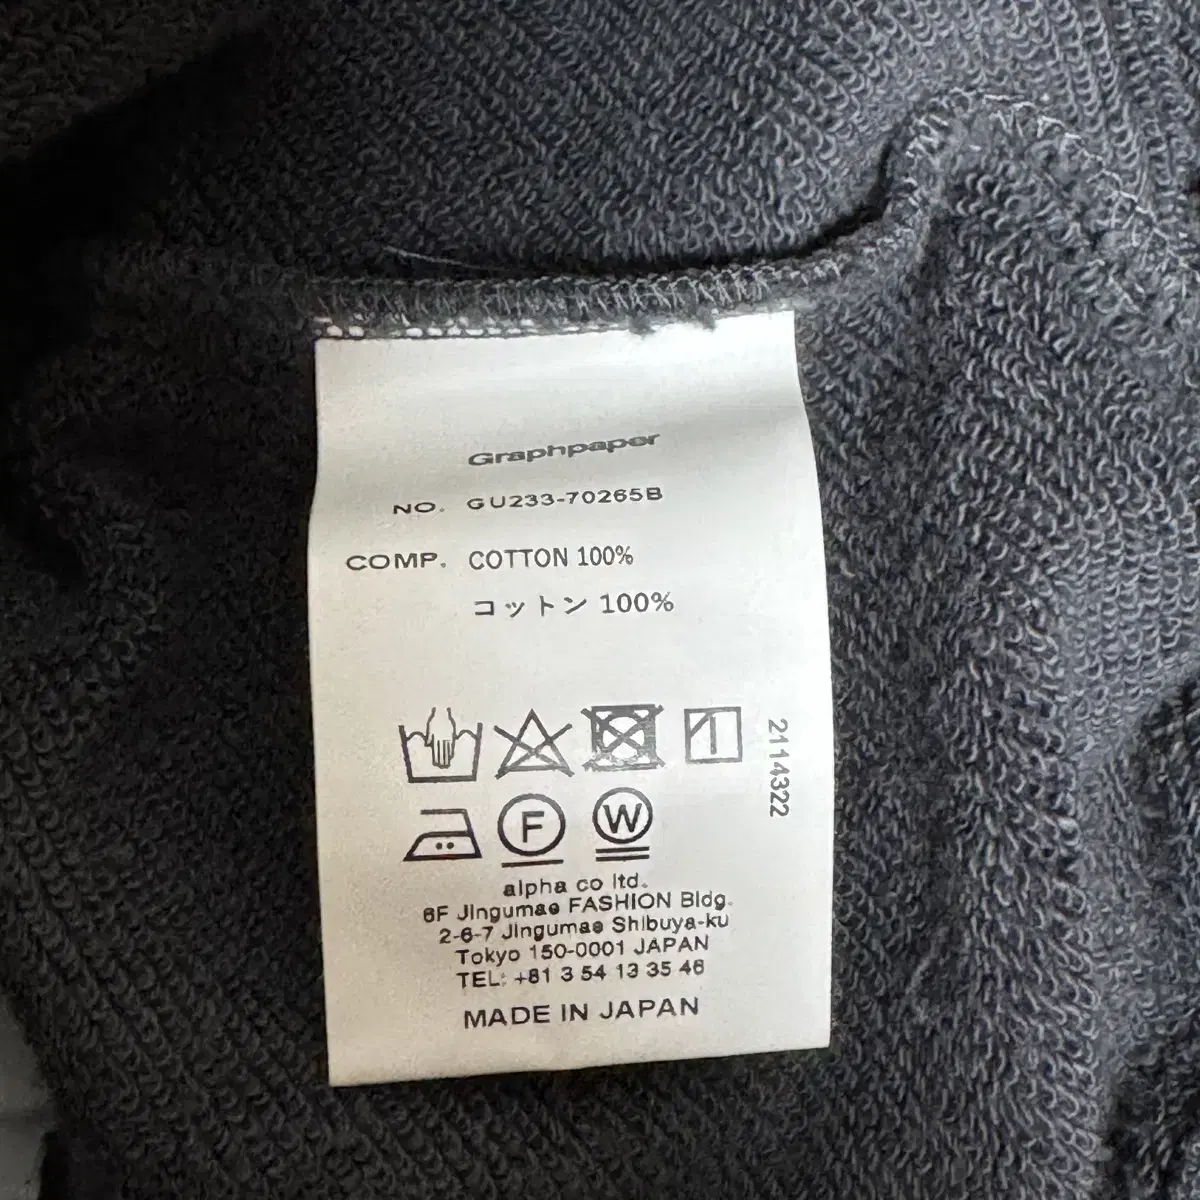 Graphpaper
NO. GU233-70265B
COMP. COTTON 100%
コットン 100%
2114322
F
W
alpha co ltd.
6F Jingumae FASHION Bldg.
2-6-7 Jingumae Shibuya-ku
Tokyo 150-0001 JAPAN
TEL: +81 3 54 13 35 46
MADE IN JAPAN